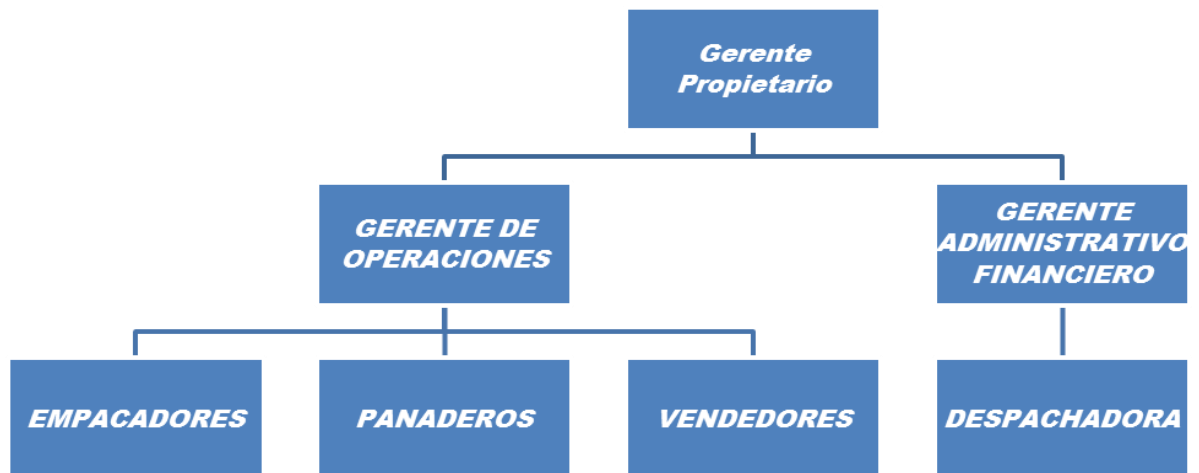 Gerente
Propietario
GERENTE DE
OPERACIONES
GERENTE
ADMINISTRATIVO
FINANCIERO
EMPACADORES
PANADEROS
VENDEDORES
DESPACHADORA